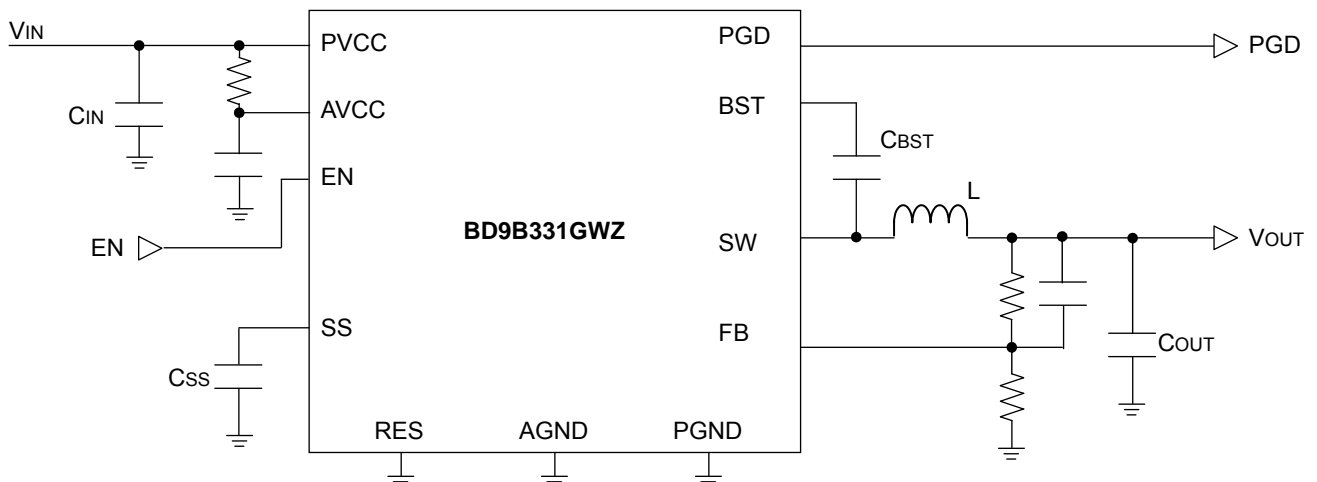 VIN
PVCC
PGD
PGD
CIN
AVCC
BST
CBST
EN
L
BD9B331GWZ
EN
SW
VOUT
SS
FB
COUT
CSS
RES
AGND
PGND